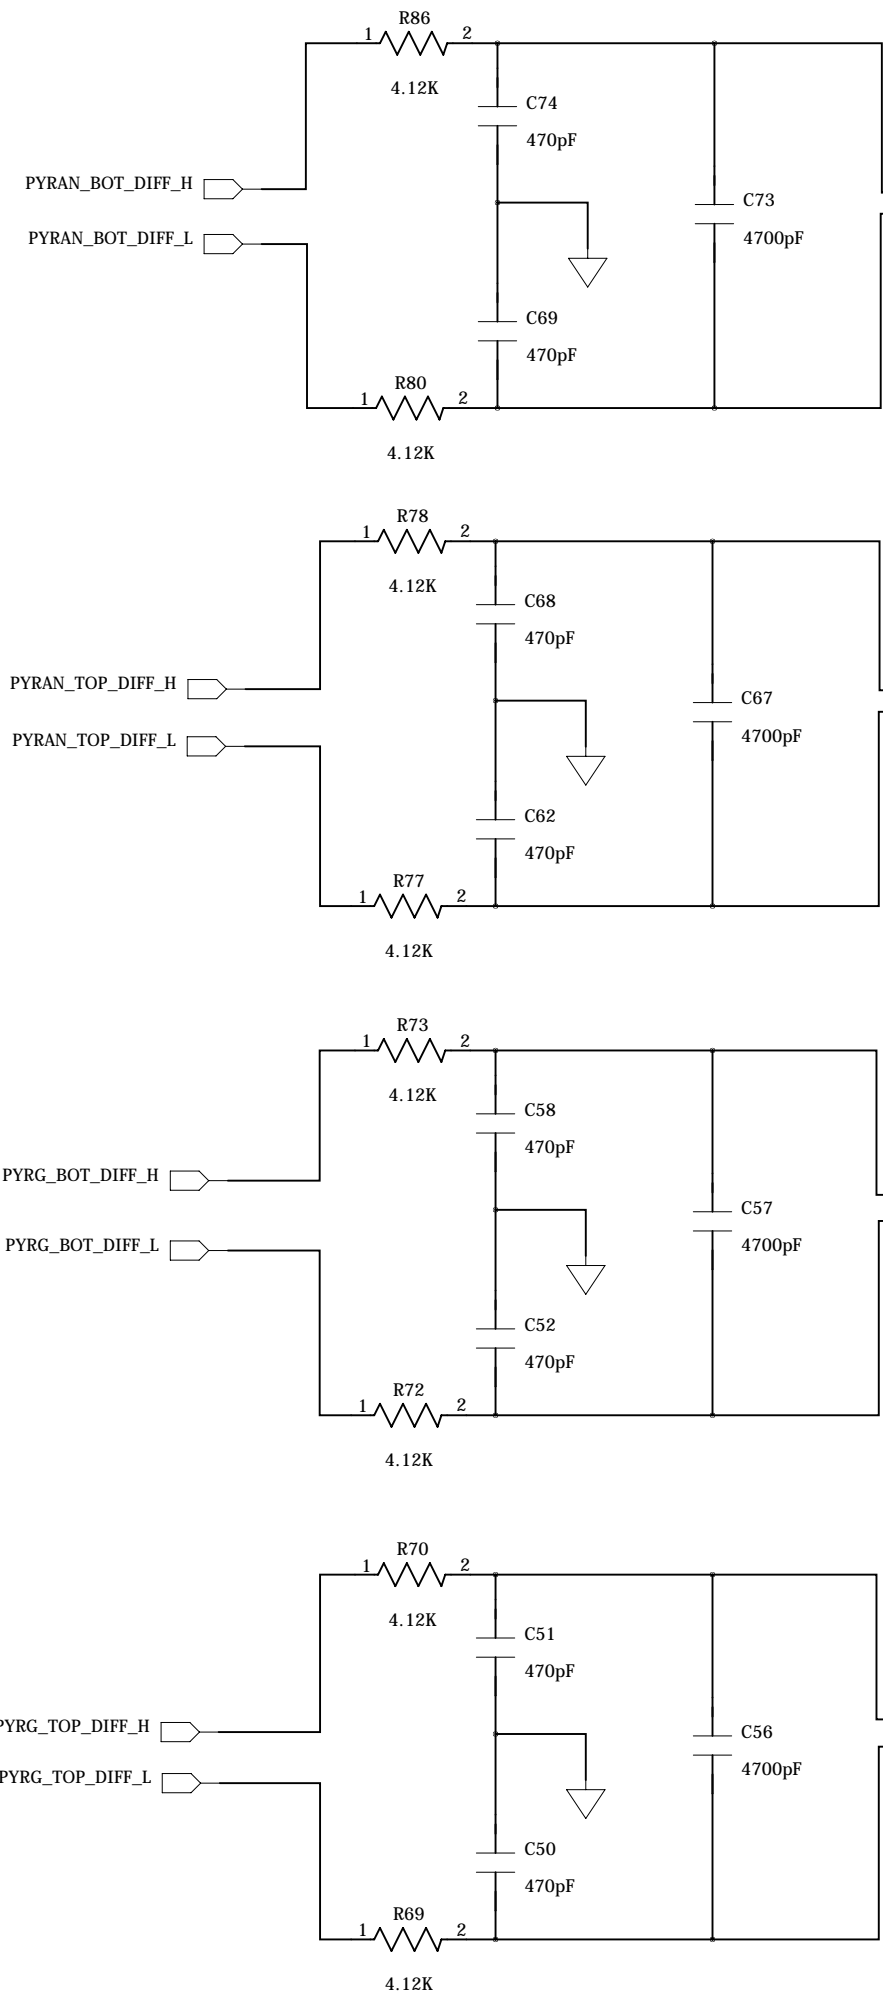 R86
1 2
4.12K
C74
470pF
PYRAN_BOT_DIFF_H
C73
PYRAN_BOT_DIFF_L
4700pF
C69
470pF
R80
1 2
4.12K
R78
1 2
4.12K
C68
470pF
PYRAN_TOP_DIFF_H
C67
PYRAN_TOP_DIFF_L
4700pF
C62
470pF
R77
1 2
4.12K
R73
1 2
4.12K
C58
470pF
PYRG_BOT_DIFF_H
C57
PYRG_BOT_DIFF_L
4700pF
C52
470pF
R72
1 2
4.12K
R70
1 2
4.12K
C51
470pF
PYRG_TOP_DIFF_H
C56
PYRG_TOP_DIFF_L
4700pF
C50
470pF
R69
1 2
4.12K